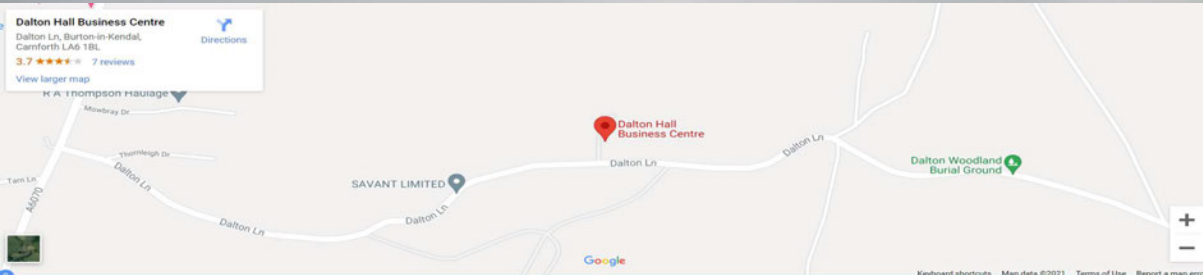 Dalton Hall Business Centre
Dalton Ln, Burton-in-Kendal,
Carnforth LA6 1BL
3.7 7 reviews
View larger map
Directions
R A Thompson Haulage
Mowbray Dr
Thornleigh Dr
Tarn Ln
A6070
Dalton Ln
Dalton Ln
SAVANT LIMITED
Dalton Ln
Dalton Hall
Business Centre
Dalton Ln
Dalton Ln
Dalton Woodland
Burial Ground
+
−
Google
Keyboard shortcuts Map data ©2021 Terms of Use Report a map